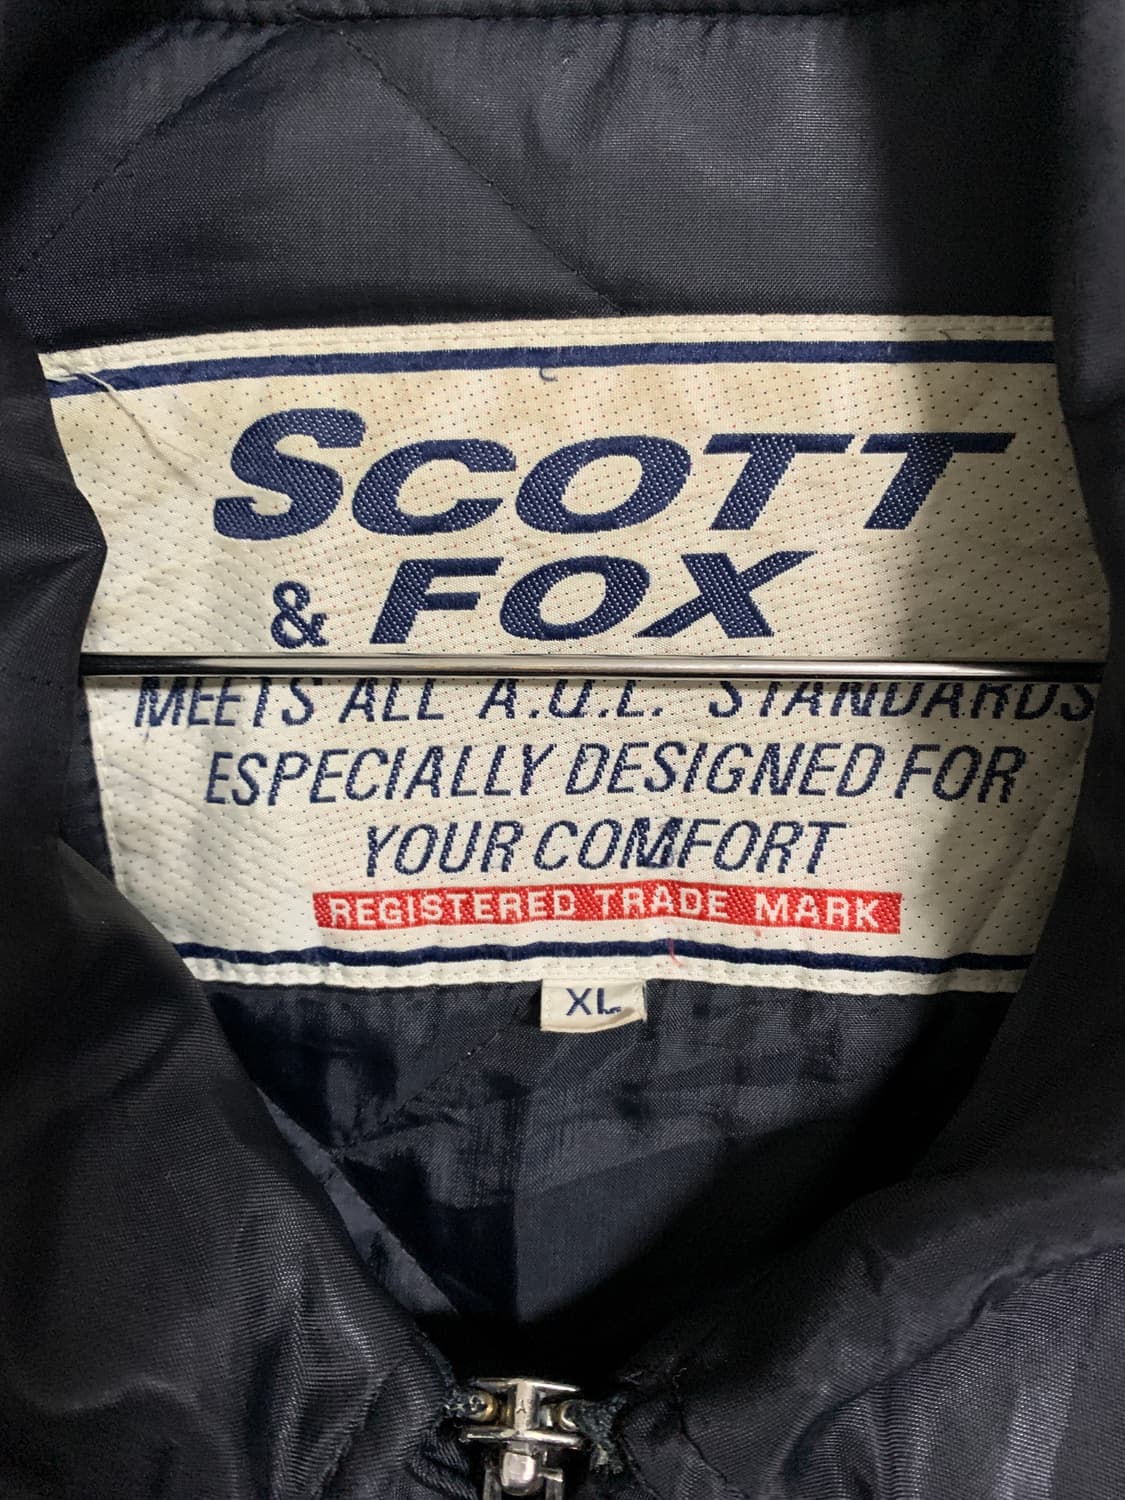 SCOTT
& FOX
MEETS ALL A.Q.L. STANDARDS
ESPECIALLY DESIGNED FOR
YOUR COMFORT
REGISTERED TRADE MARK
XL